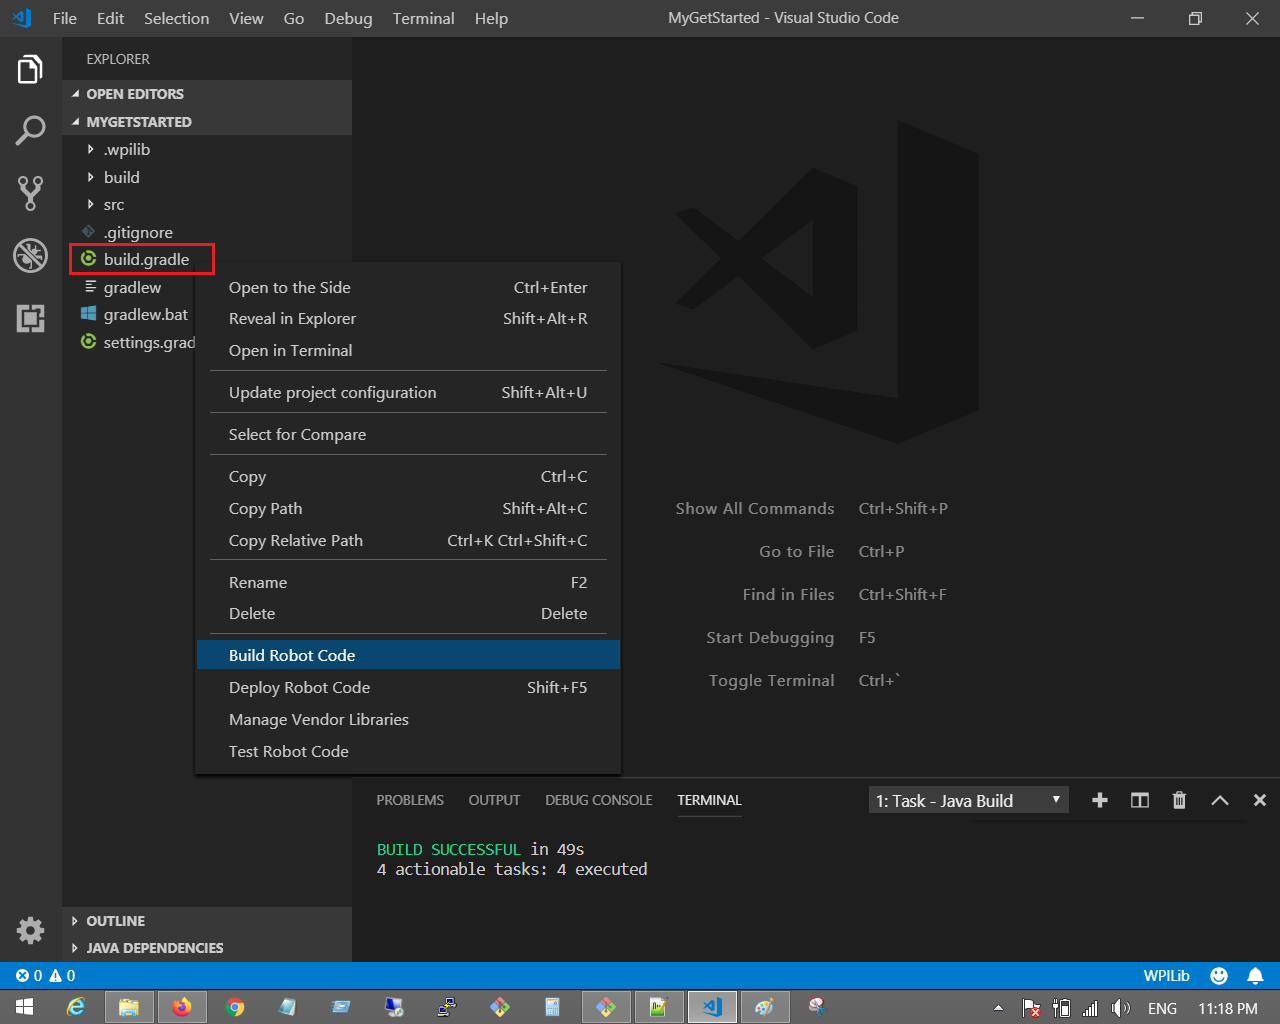 File Edit Selection View Go Debug Terminal Help MyGetStarted - Visual Studio Code
EXPLORER
OPEN EDITORS
MYGETSTARTED
.wpilib
build
src
.gitignore
build.gradle
gradlew
gradlew.bat
settings.grad
Open to the Side Ctrl+Enter
Reveal in Explorer Shift+Alt+R
Open in Terminal
Update project configuration Shift+Alt+U
Select for Compare
Copy Ctrl+C
Copy Path Shift+Alt+C
Copy Relative Path Ctrl+K Ctrl+Shift+C
Rename F2
Delete Delete
Build Robot Code
Deploy Robot Code Shift+F5
Manage Vendor Libraries
Test Robot Code
Show All Commands Ctrl+Shift+P
Go to File Ctrl+P
Find in Files Ctrl+Shift+F
Start Debugging F5
Toggle Terminal Ctrl+`
PROBLEMS OUTPUT DEBUG CONSOLE TERMINAL 1: Task - Java Build
BUILD SUCCESSFUL in 49s
4 actionable tasks: 4 executed
OUTLINE
JAVA DEPENDENCIES
0 0 WPILib
ENG 11:18 PM